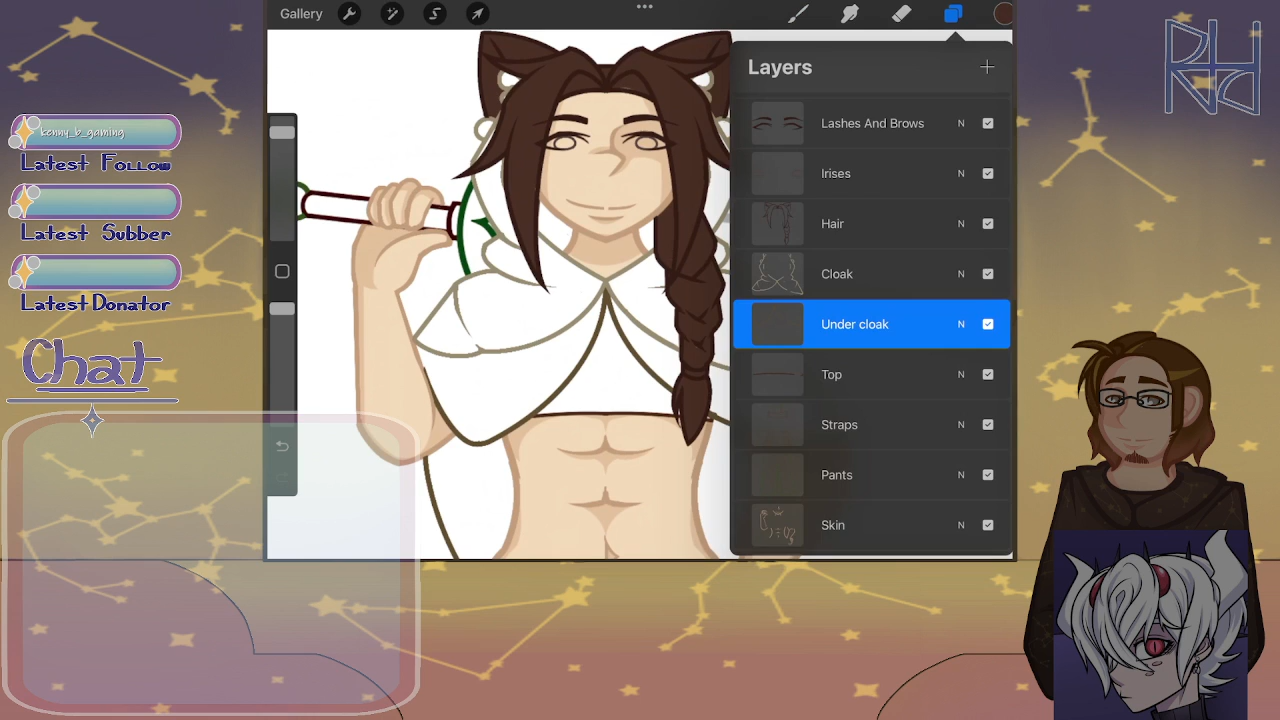 Gallery
kenny_b_gaming
Latest Follow
Latest Subber
Latest Donator
Chat
Layers
Lashes And Brows N
Irises N
Hair N
Cloak N
Under cloak N
Top N
Straps N
Pants N
Skin N